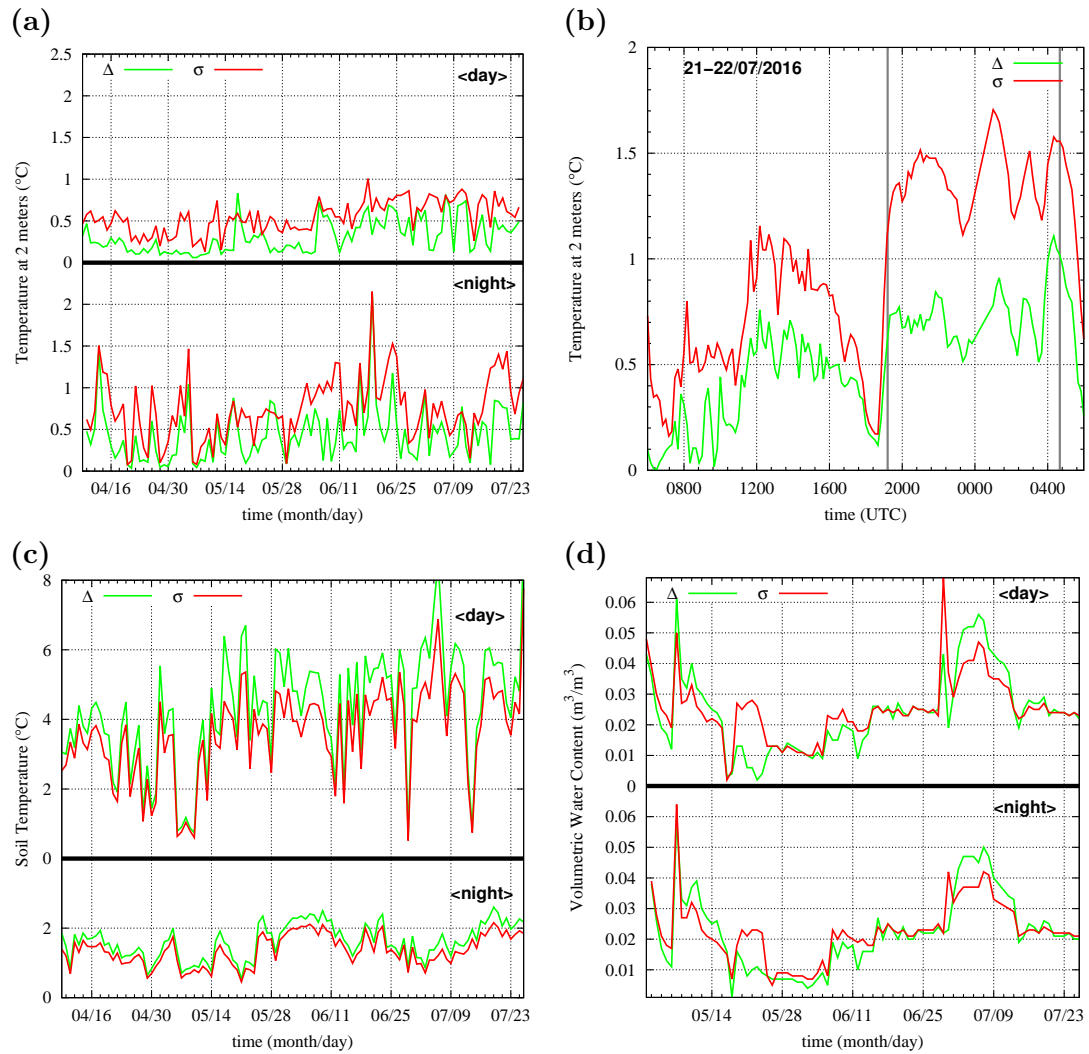 (a)
Temperature at 2 meters (°C)
2.5
2
1.5
1
0.5
0
Δ σ <day>
2
1.5
1
0.5
0
<night>
04/16 04/30 05/14 05/28 06/11 06/25 07/09 07/23
time (month/day)
(b)
Temperature at 2 meters (°C)
2
1.5
1
0.5
0
21−22/07/2016
Δ
σ
0800 1200 1600 2000 0000 0400
time (UTC)
(c)
Soil Temperature (°C)
8
6
4
2
0
Δ σ
<day>
2
0
<night>
04/16 04/30 05/14 05/28 06/11 06/25 07/09 07/23
time (month/day)
(d)
Volumetric Water Content (m³/m³)
0.06
0.05
0.04
0.03
0.02
0.01
0
Δ σ <day>
0.06
0.05
0.04
0.03
0.02
0.01
<night>
05/14 05/28 06/11 06/25 07/09 07/23
time (month/day)